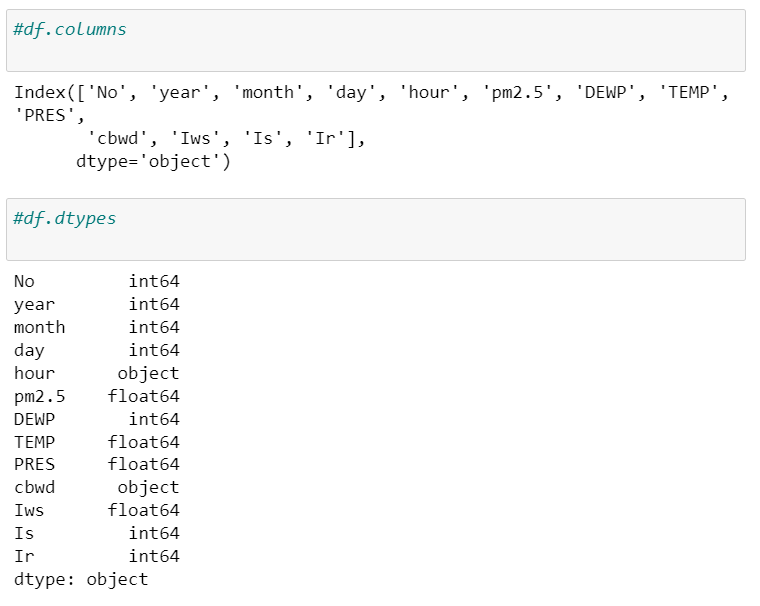 #df.columns
Index(['No', 'year', 'month', 'day', 'hour', 'pm2.5', 'DEWP', 'TEMP',
'PRES',
       'cbwd', 'Iws', 'Is', 'Ir'],
      dtype='object')
#df.dtypes
No           int64
year         int64
month        int64
day          int64
hour        object
pm2.5      float64
DEWP         int64
TEMP       float64
PRES       float64
cbwd        object
Iws        float64
Is           int64
Ir           int64
dtype: object